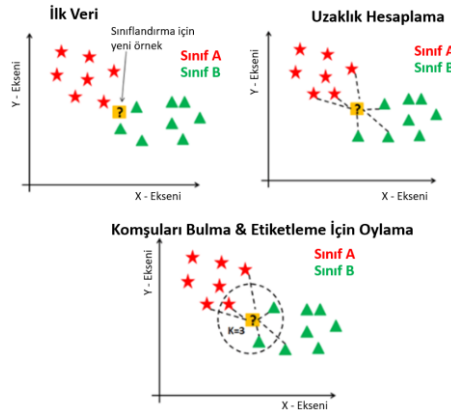 İlk Veri
Sınıflandırma için
yeni örnek
Sınıf A
Sınıf B
?
Y - Ekseni
X - Ekseni
Uzaklık Hesaplama
Sınıf A
Sınıf B
?
Y - Ekseni
X - Ekseni
Komşuları Bulma & Etiketleme İçin Oylama
Sınıf A
Sınıf B
?
K=3
Y - Ekseni
X - Ekseni